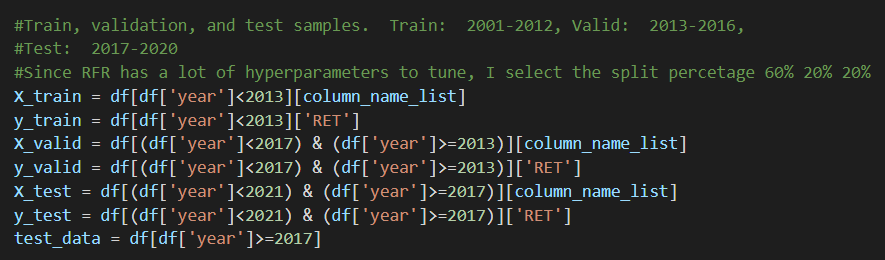 #Train, validation, and test samples.  Train:  2001-2012, Valid:  2013-2016,
#Test:  2017-2020
#Since RFR has a lot of hyperparameters to tune, I select the split percetage 60% 20% 20%
X_train = df[df['year']<2013][column_name_list]
y_train = df[df['year']<2013]['RET']
X_valid = df[(df['year']<2017) & (df['year']>=2013)][column_name_list]
y_valid = df[(df['year']<2017) & (df['year']>=2013)]['RET']
X_test = df[(df['year']<2021) & (df['year']>=2017)][column_name_list]
y_test = df[(df['year']<2021) & (df['year']>=2017)]['RET']
test_data = df[df['year']>=2017]